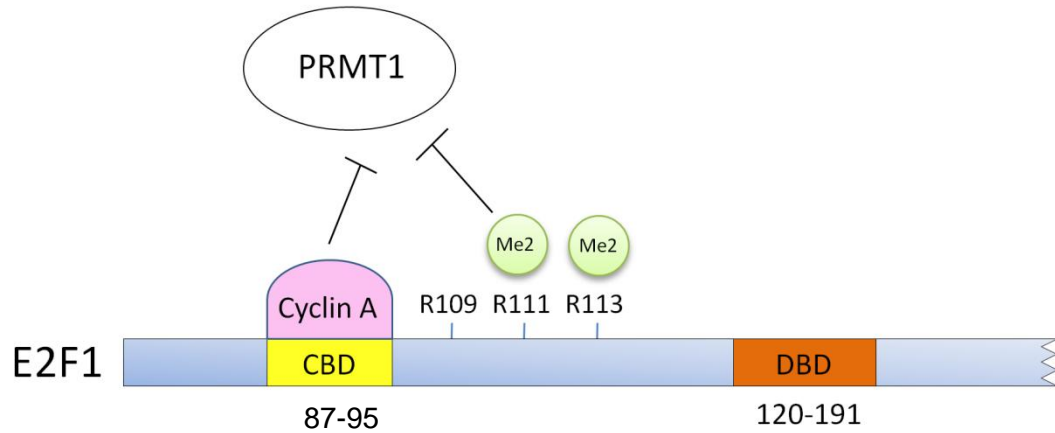 PRMT1
Me2 Me2
Cyclin A R109 R111 R113
E2F1 CBD DBD
87-95 120-191